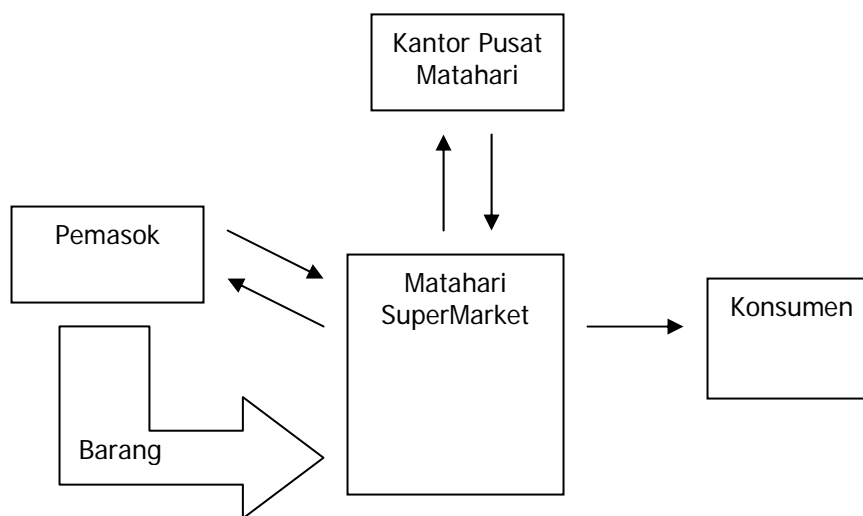 Kantor Pusat
Matahari
Pemasok
Matahari
SuperMarket
Konsumen
Barang